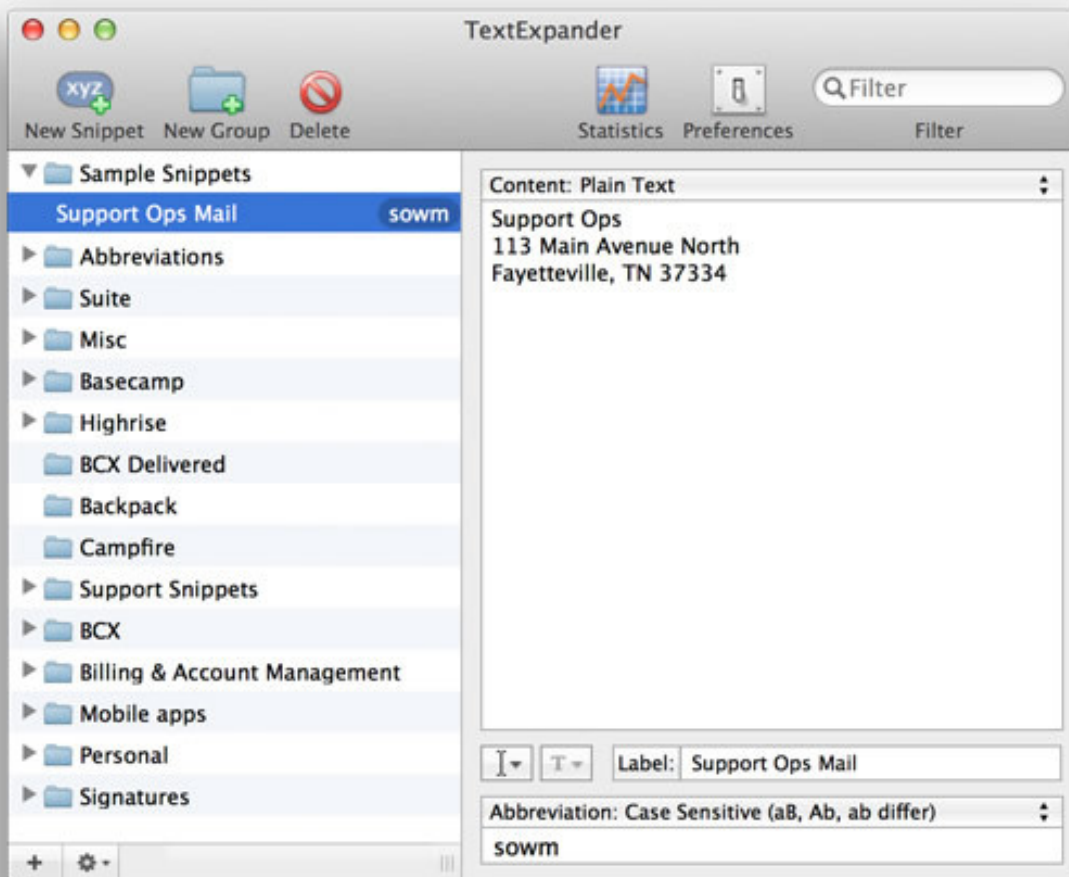 TextExpander
xyz
New Snippet New Group Delete Statistics Preferences Filter
Filter
Sample Snippets
Support Ops Mail sowm
Abbreviations
Suite
Misc
Basecamp
Highrise
BCX Delivered
Backpack
Campfire
Support Snippets
BCX
Billing & Account Management
Mobile apps
Personal
Signatures
Content: Plain Text
Support Ops
113 Main Avenue North
Fayetteville, TN 37334
T
Label: Support Ops Mail
Abbreviation: Case Sensitive (aB, Ab, ab differ)
sowm